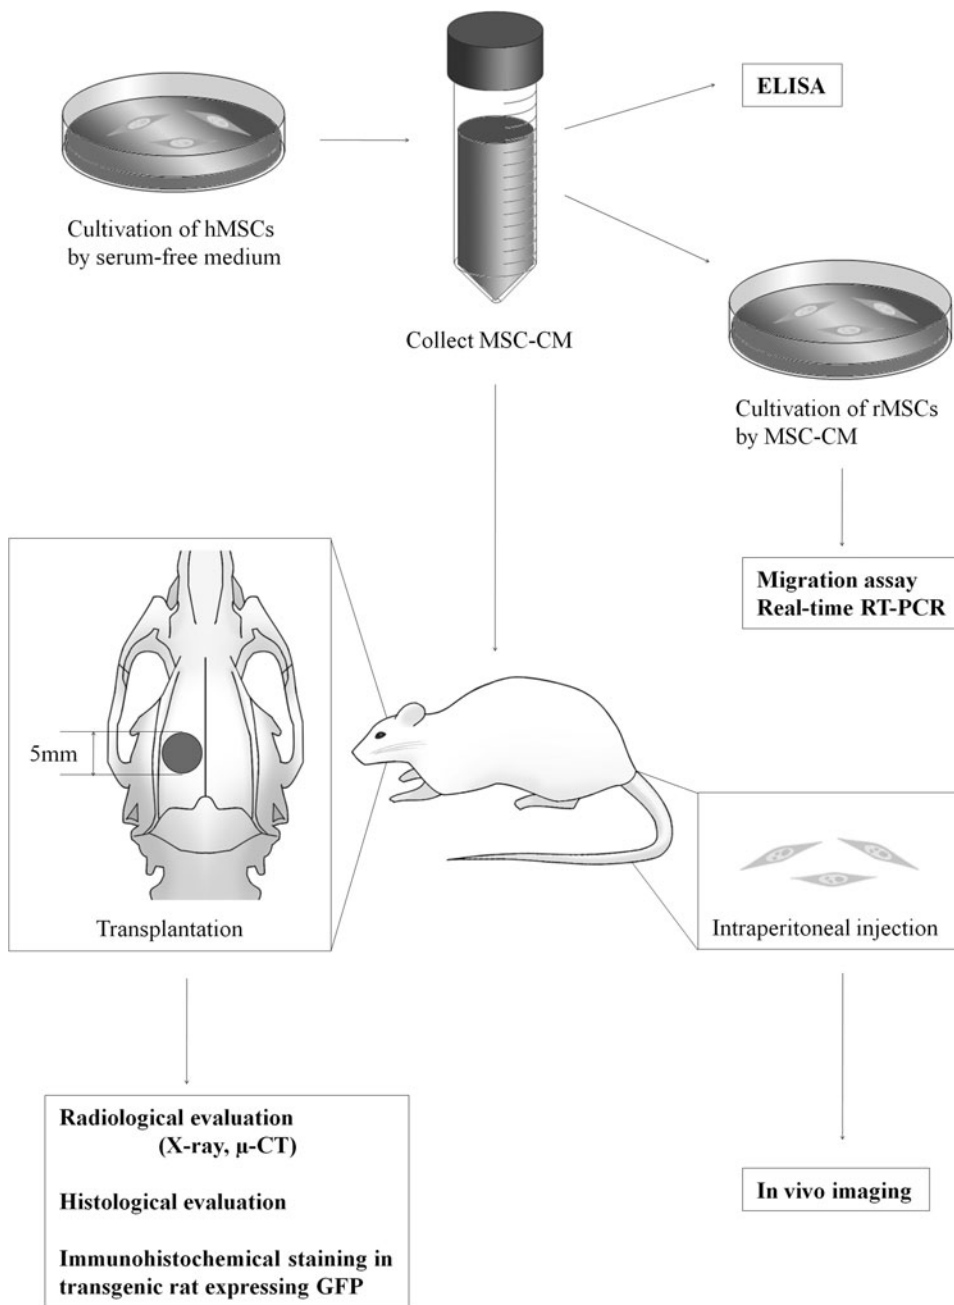 ELISA
Cultivation of hMSCs
by serum-free medium
Collect MSC-CM
Cultivation of rMSCs
by MSC-CM
Migration assay
Real-time RT-PCR
5mm
Transplantation
Intraperitoneal injection
Radiological evaluation
(X-ray, μ-CT)
Histological evaluation
Immunohistochemical staining in
transgenic rat expressing GFP
In vivo imaging